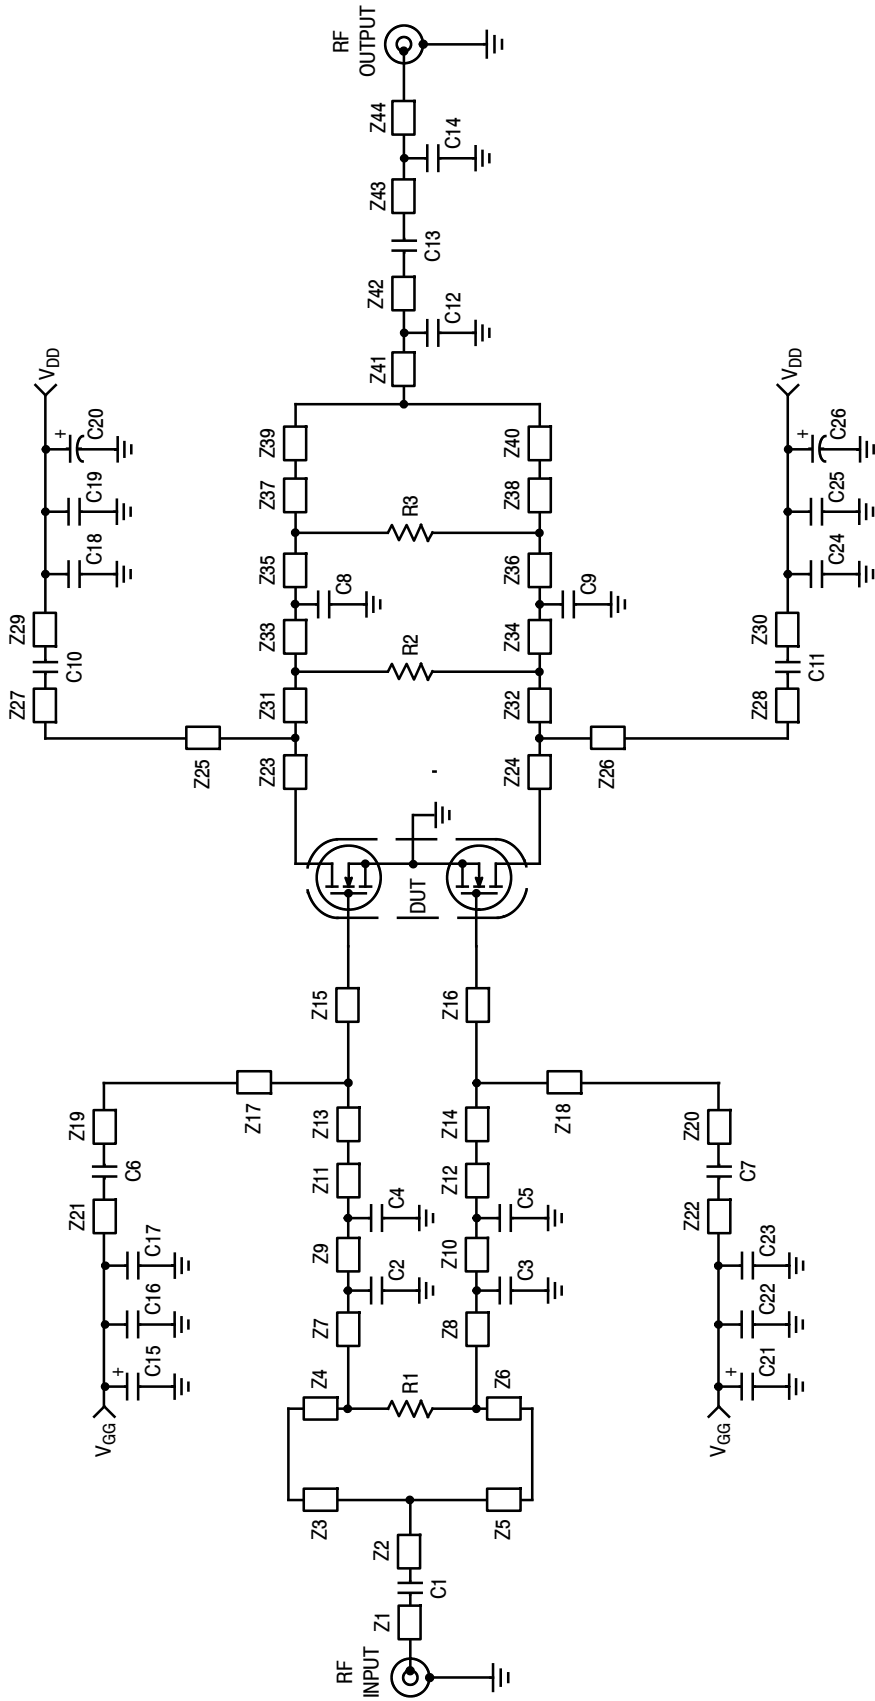 RF
OUTPUT
Z44
C14
Z43
C13
Z42
C12
Z41
VDD
C20
+
C19
C18
Z29
C10
Z27
Z25
Z39
Z37
R3
Z35
C8
Z33
R2
Z31
Z23
Z40
Z38
Z36
C9
Z34
Z32
Z24
Z26
VDD
C26
+
C25
C24
Z30
C11
Z28
DUT
Z15
Z16
Z17
Z13
Z11
C4
Z9
C2
Z7
Z14
Z12
C5
Z10
C3
Z8
Z18
Z19
C6
Z21
C17
C16
C15
+
VGG
Z20
C7
Z22
C23
C22
C21
+
VGG
Z4
R1
Z6
Z3
Z5
Z2
C1
Z1
RF
INPUT